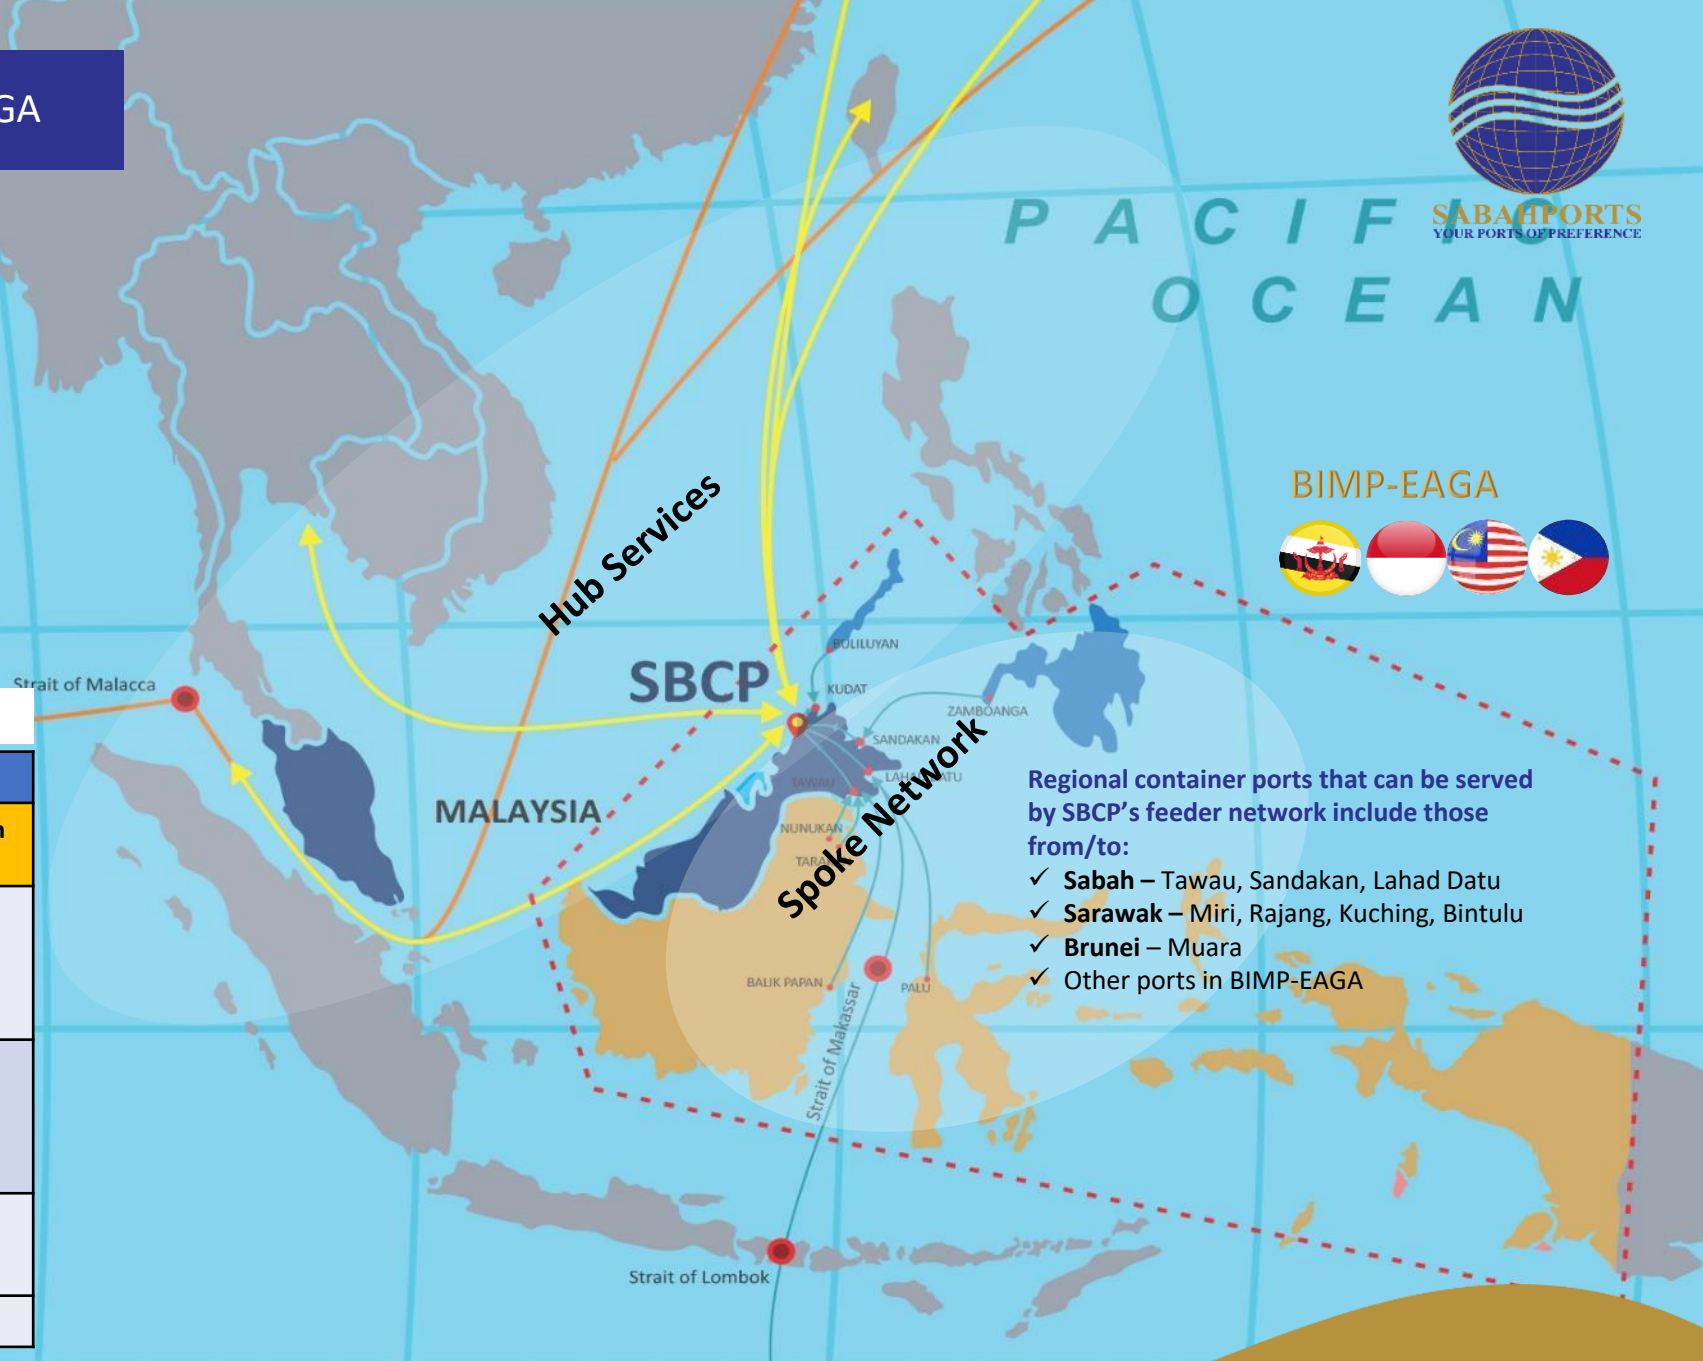 GA
PACIFIC
OCEAN
SABAHPORTS
YOUR PORTS OF PREFERENCE
BIMP-EAGA
Hub Services
SBCP
BULILUYAN
KUDAT
ZAMBOANGA
SANDAKAN
TAWAU
Spoke Network
Strait of Malacca
MALAYSIA
NUNUKAN
BALIK PAPAN
PALU
Strait of Makassar
Strait of Lombok
Regional container ports that can be served
by SBCP's feeder network include those
from/to:
✓ Sabah – Tawau, Sandakan, Lahad Datu
✓ Sarawak – Miri, Rajang, Kuching, Bintulu
✓ Brunei – Muara
✓ Other ports in BIMP-EAGA